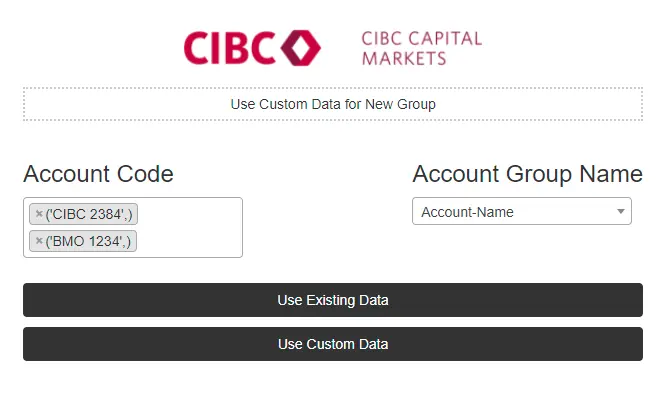 CIBC
CIBC CAPITAL
MARKETS
Use Custom Data for New Group
Account Code
Account Group Name
×('CIBC 2384',)
×('BMO 1234',)
Account-Name
Use Existing Data
Use Custom Data